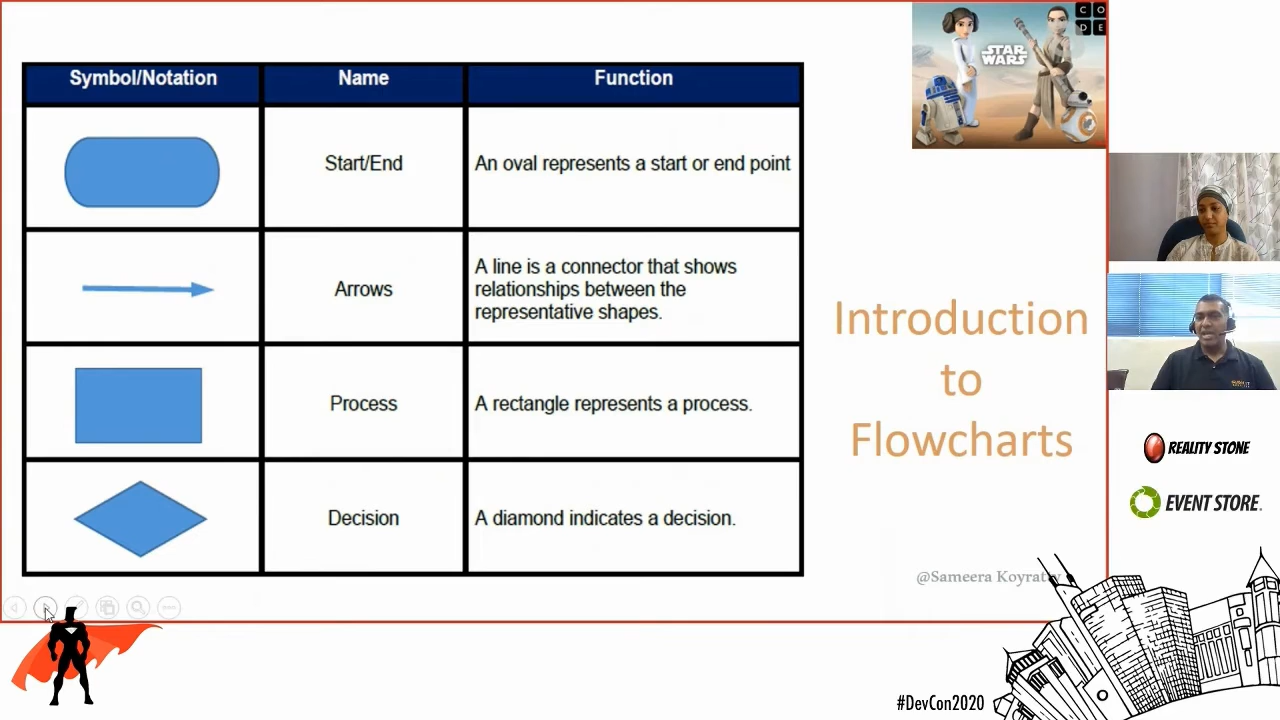 Symbol/Notation
Name
Function
Start/End
An oval represents a start or end point
Arrows
A line is a connector that shows
relationships between the
representative shapes.
Process
A rectangle represents a process.
Decision
A diamond indicates a decision.
C O
D E
STAR
WARS
Introduction
to
Flowcharts
@Sameera Koyratty
REALITY STONE
EVENT STORE.
#DevCon2020